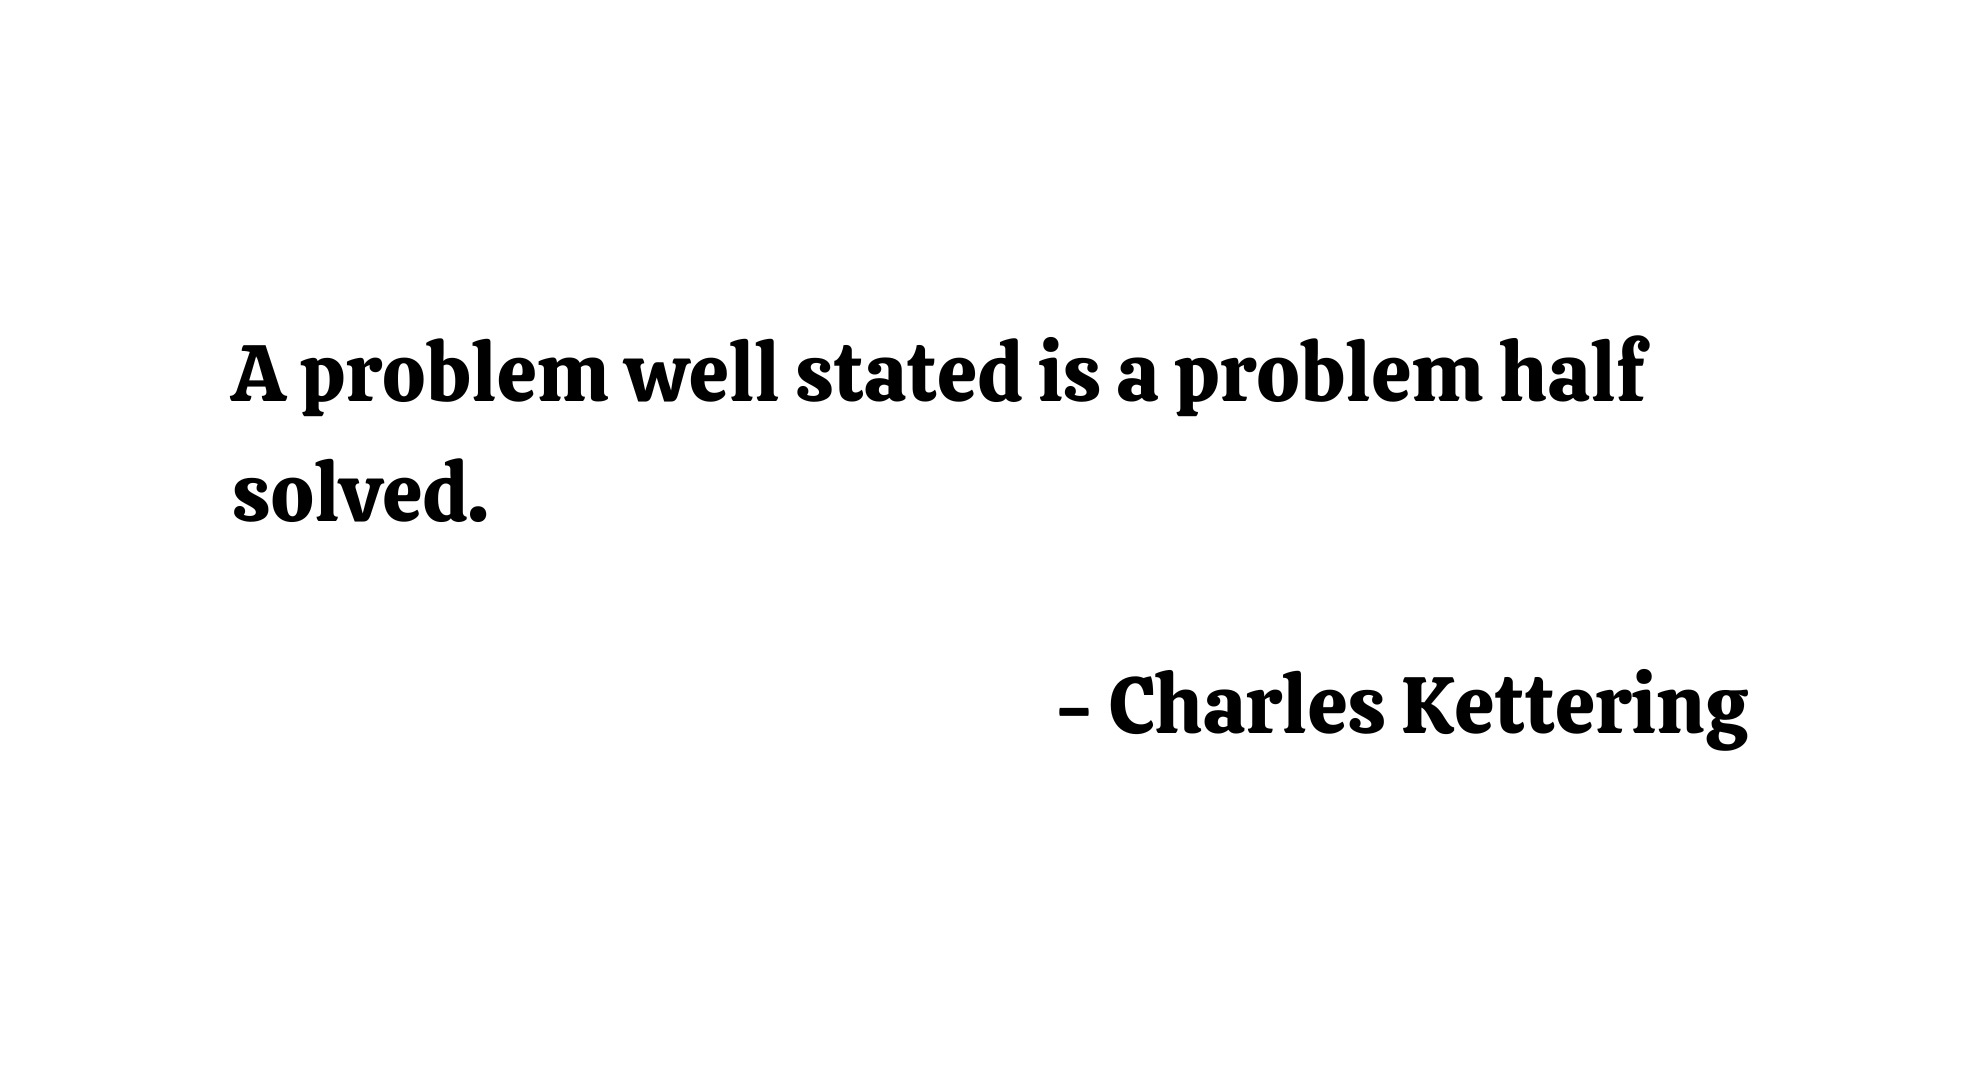 A problem well stated is a problem half
solved.
– Charles Kettering